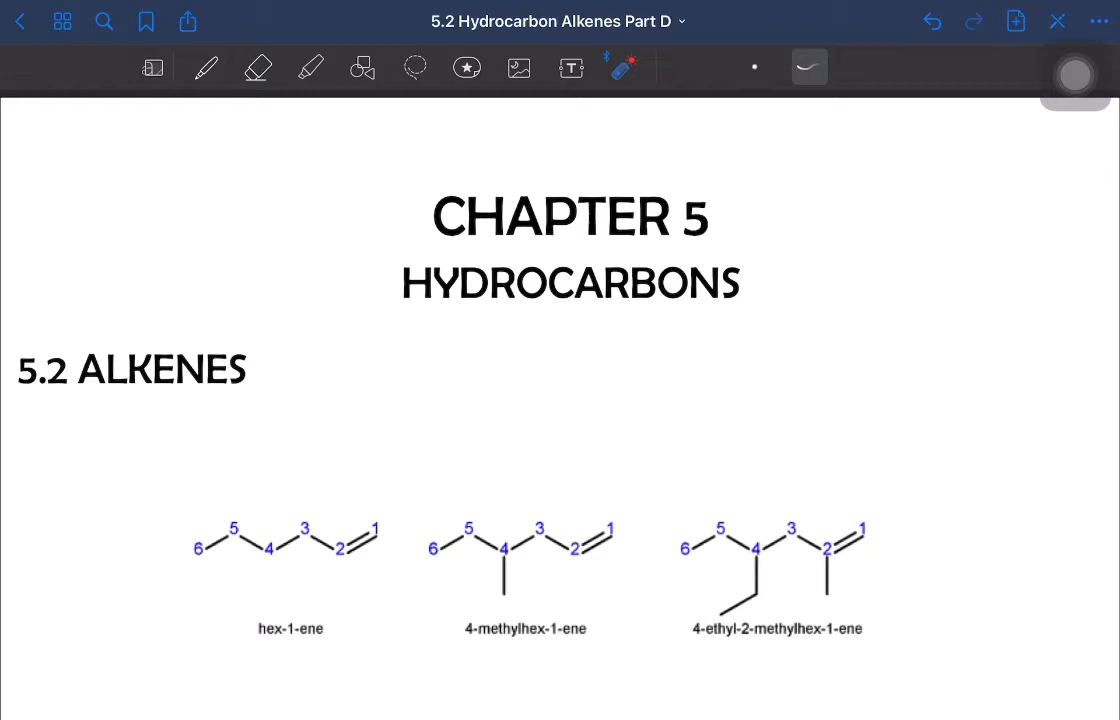 5.2 Hydrocarbon Alkenes Part D
CHAPTER 5
HYDROCARBONS
5.2 ALKENES
6 5 4 3 2 1
6 5 4 3 2 1
6 5 4 3 2 1
hex-1-ene
4-methylhex-1-ene
4-ethyl-2-methylhex-1-ene